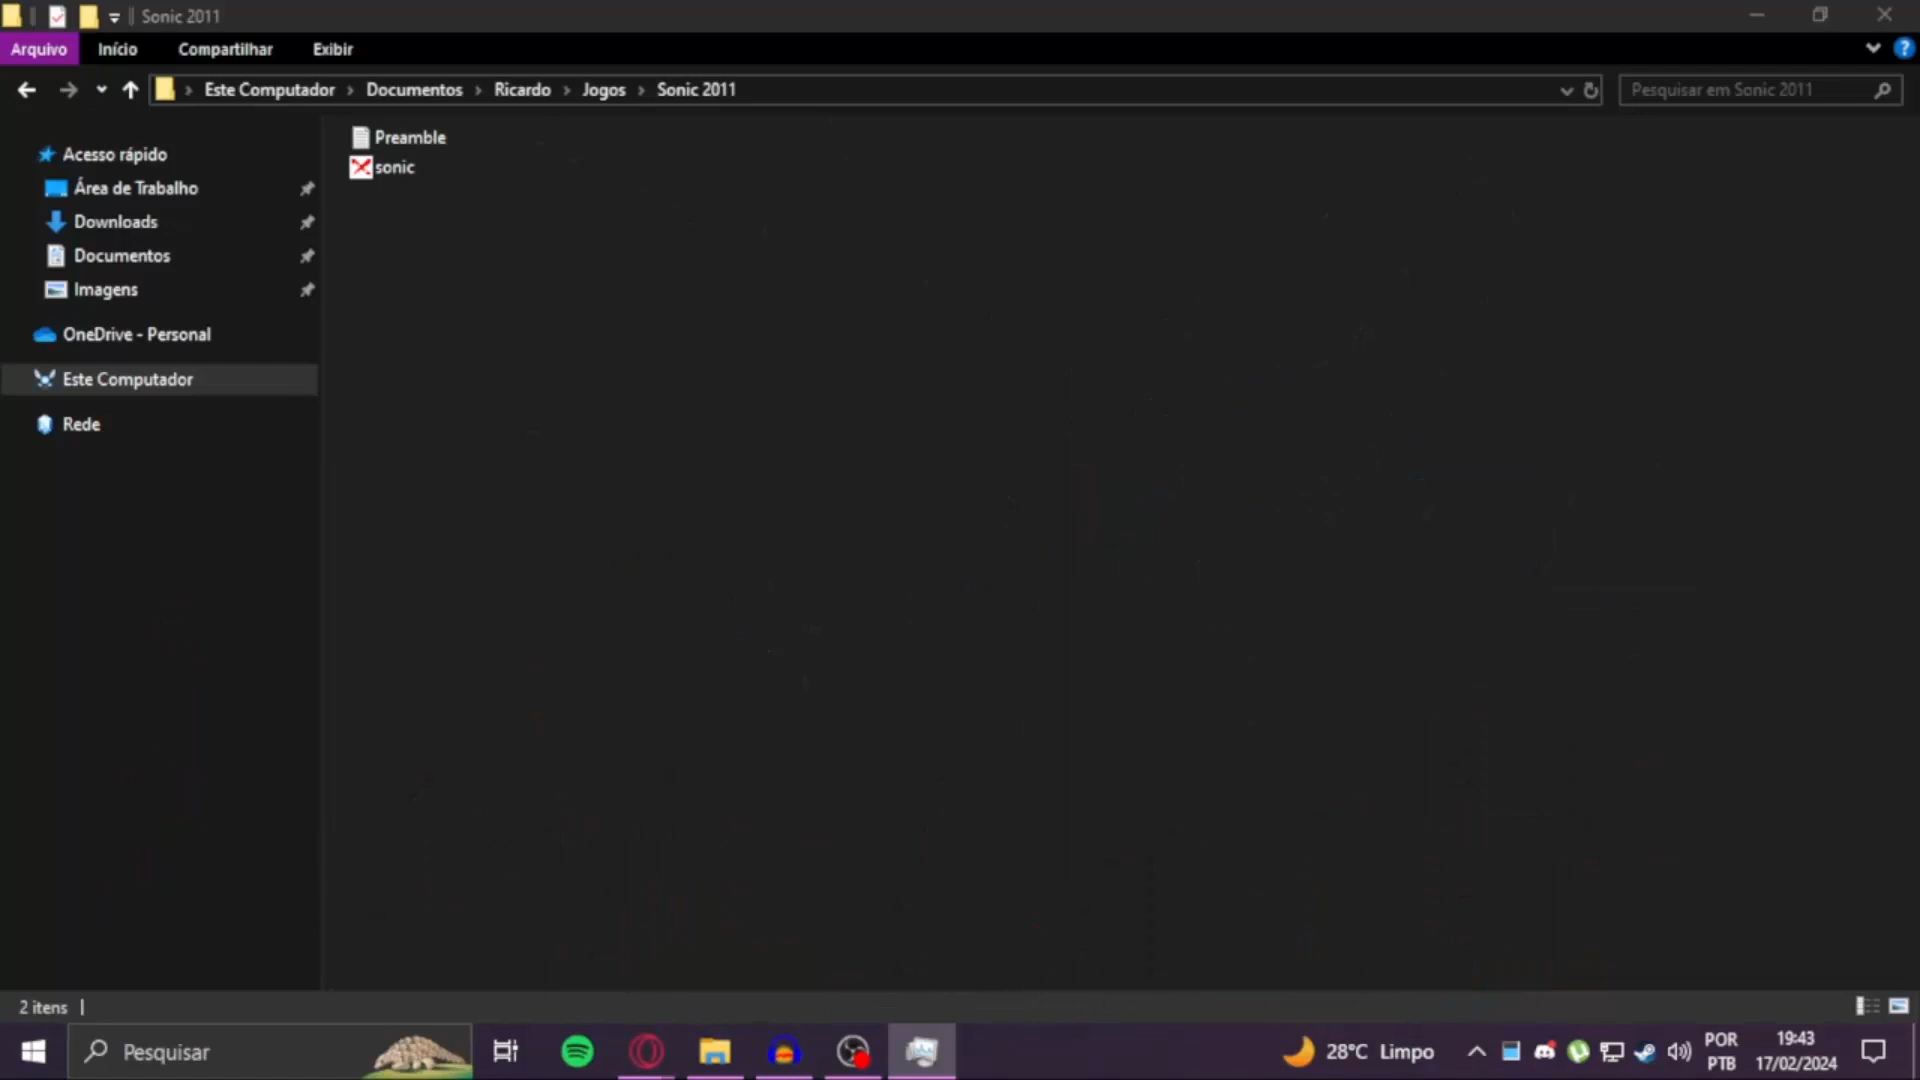 Sonic 2011
Arquivo Início Compartilhar Exibir
Este Computador Documentos Ricardo Jogos Sonic 2011
Pesquisar em Sonic 2011
Preamble
sonic
Acesso rápido
Área de Trabalho
Downloads
Documentos
Imagens
OneDrive - Personal
Este Computador
Rede
2 itens
Pesquisar
28°C Limpo
POR
PTB
19:43
17/02/2024